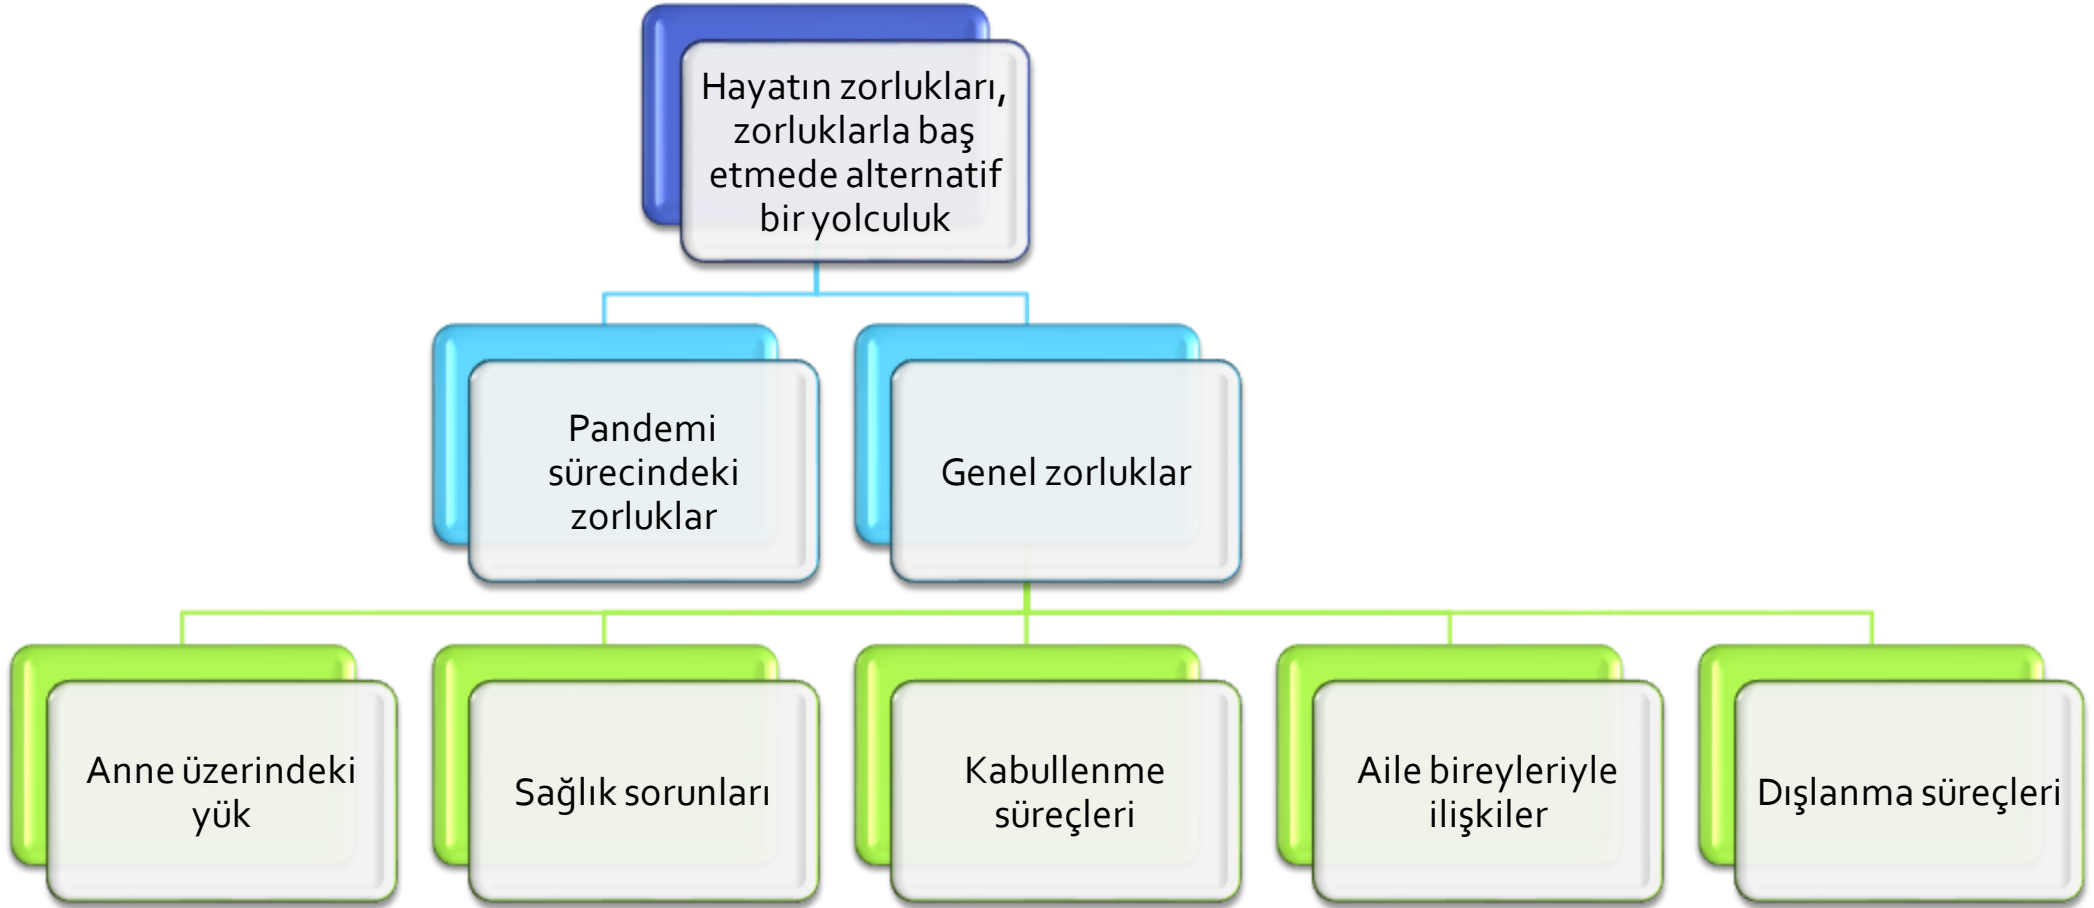 Hayatın zorlukları,
zorluklarla baş
etmede alternatif
bir yolculuk
Pandemi
sürecindeki
zorluklar
Genel zorluklar
Anne üzerindeki
yük
Sağlık sorunları
Kabullenme
süreçleri
Aile bireyleriyle
ilişkiler
Dışlanma süreçleri